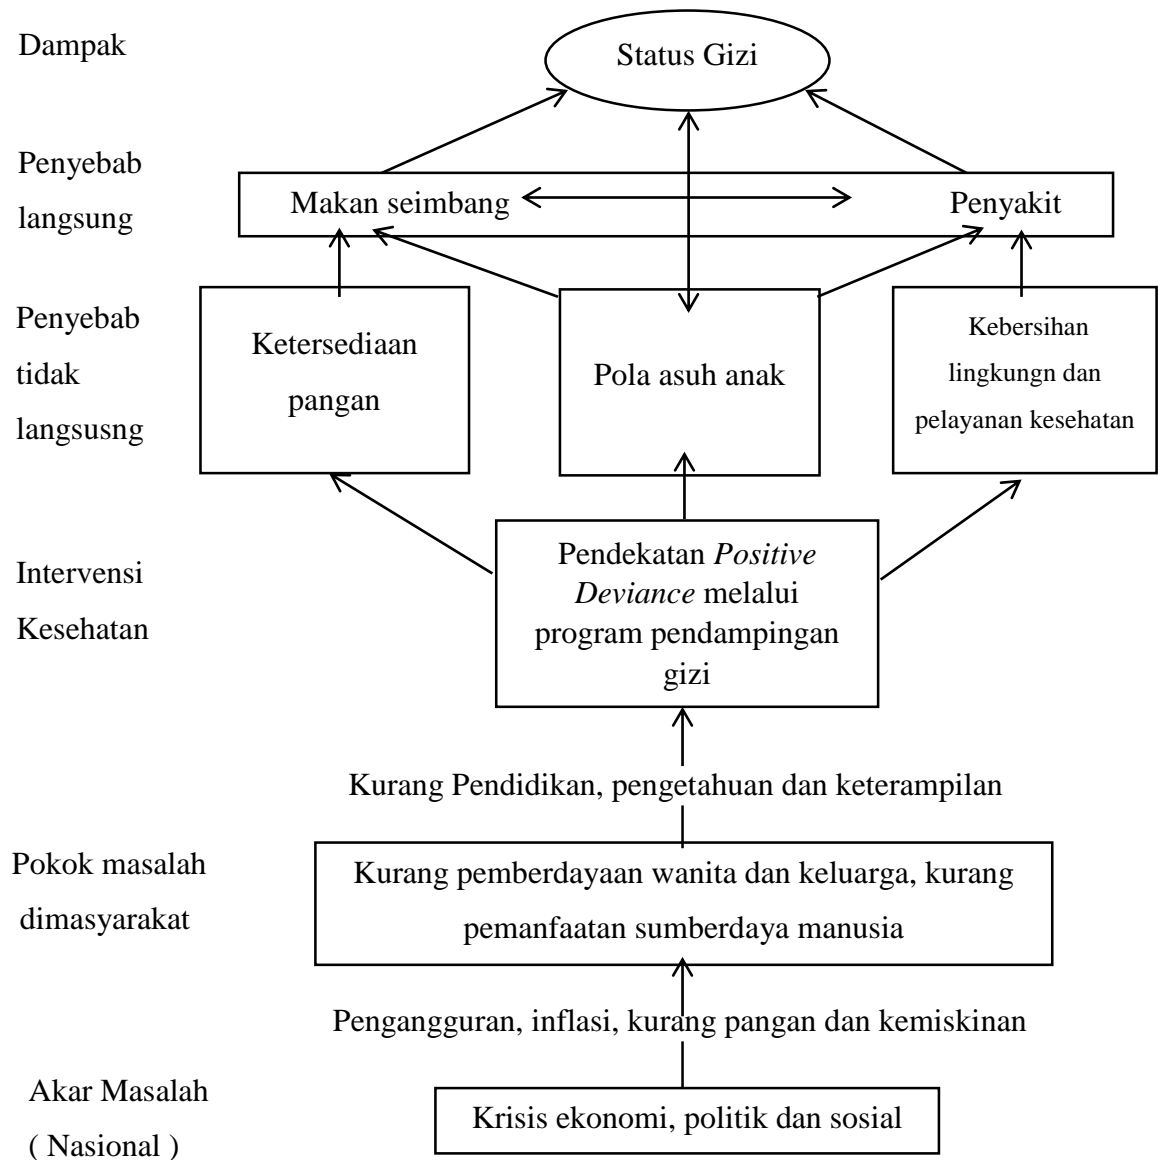 Dampak
Status Gizi
Penyebab
langsung
Makan seimbang
Penyakit
Penyebab
tidak
langsusng
Ketersediaan
pangan
Pola asuh anak
Kebersihan
lingkungn dan
pelayanan kesehatan
Intervensi
Kesehatan
Pendekatan Positive
Deviance melalui
program pendampingan
gizi
Kurang Pendidikan, pengetahuan dan keterampilan
Pokok masalah
dimasyarakat
Kurang pemberdayaan wanita dan keluarga, kurang
pemanfaatan sumberdaya manusia
Pengangguran, inflasi, kurang pangan dan kemiskinan
Akar Masalah
( Nasional )
Krisis ekonomi, politik dan sosial